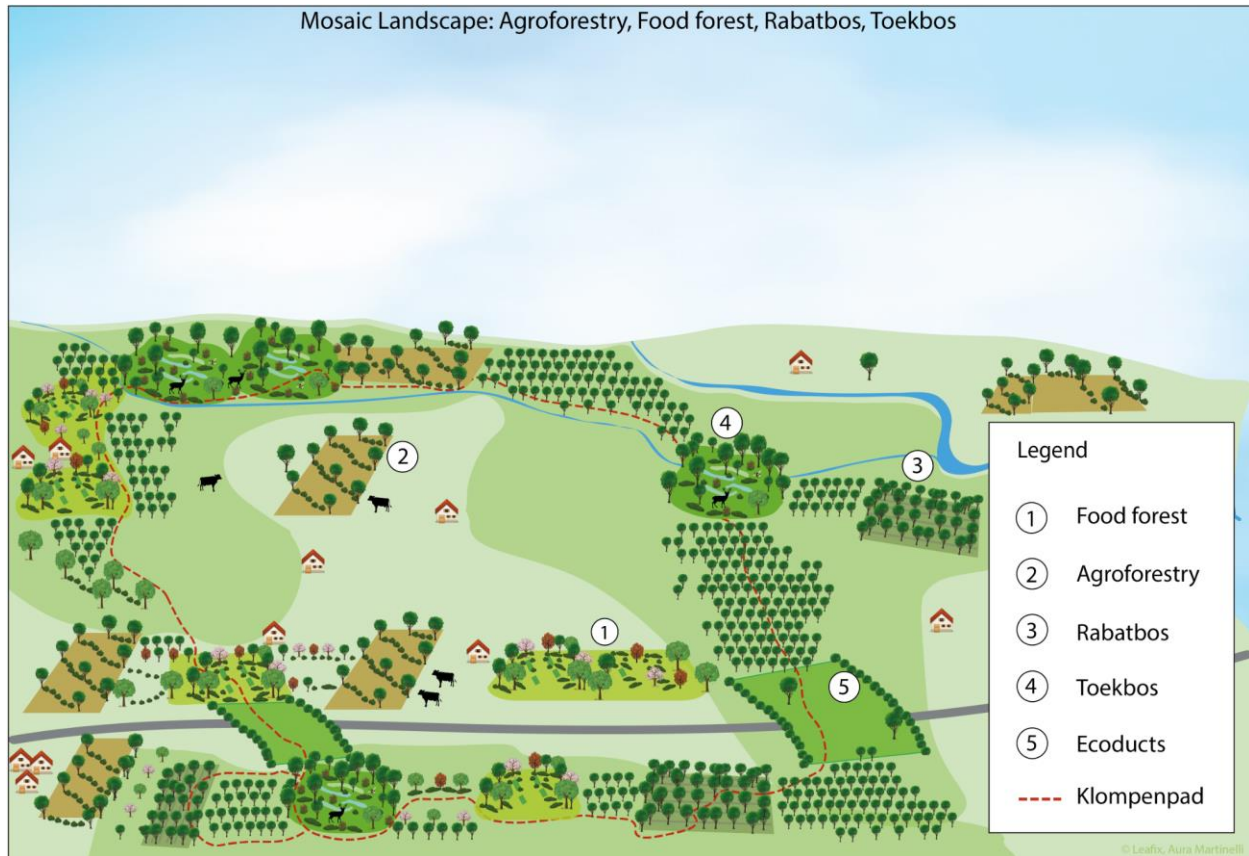 Mosaic Landscape: Agroforestry, Food forest, Rabatbos, Toekbos
4
2
3
1
5
Legend
1 Food forest
2 Agroforestry
3 Rabatbos
4 Toekbos
5 Ecoducts
Klompenpad
© Leafix, Aura Martinelli